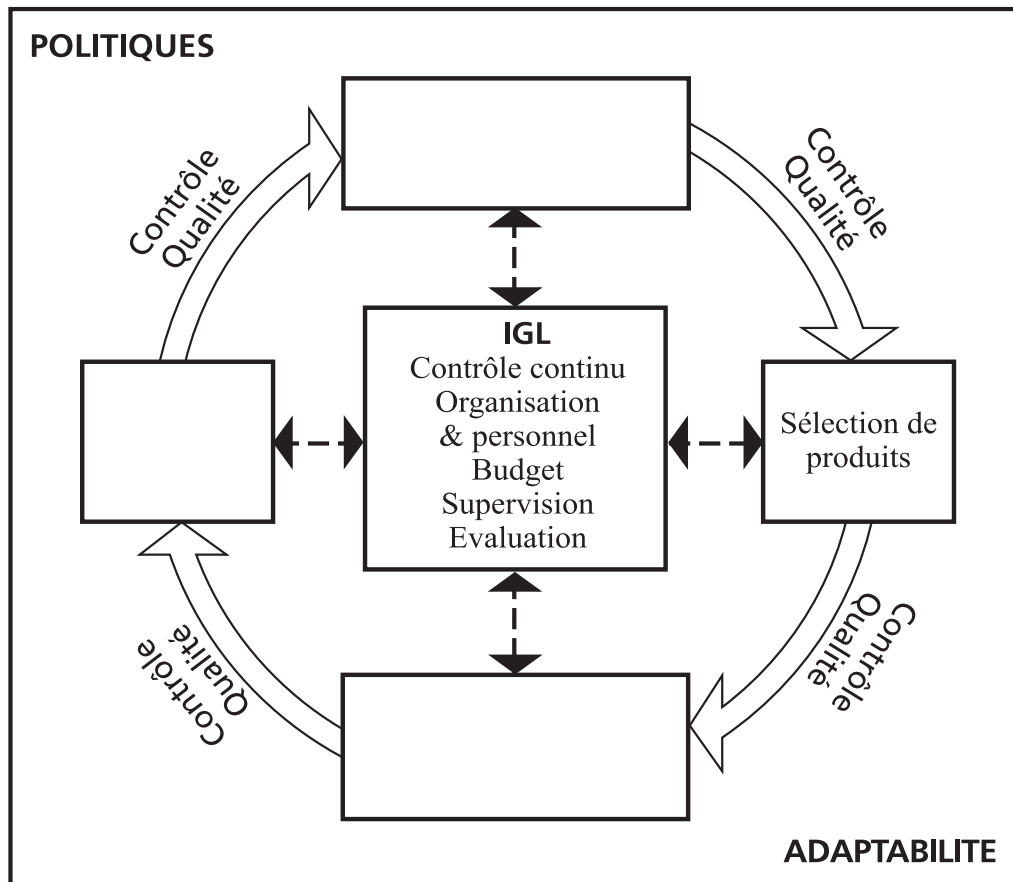 POLITIQUES
Contrôle
Qualité
Contrôle
Qualité
IGL
Contrôle continu
Organisation
& personnel
Budget
Supervision
Evaluation
Sélection de
produits
Contrôle
Qualité
Contrôle
Qualité
ADAPTABILITE